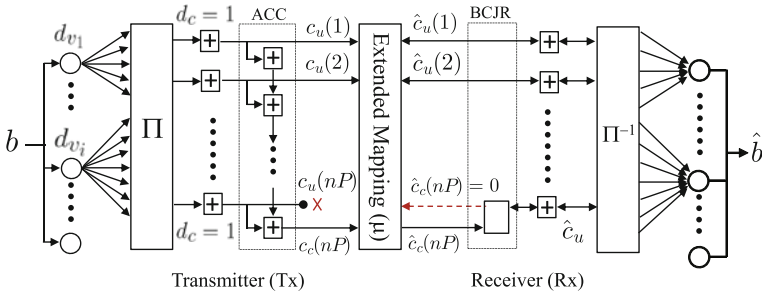 d_{v_1}
d_c = 1
ACC
c_u(1)
ĉ_u(1)
BCJR
c_u(2)
ĉ_u(2)
b
d_{v_i}
Π
Extended Mapping (μ)
Π⁻¹
b̂
c_u(nP)
ĉ_c(nP) = 0
X
d_c = 1
c_c(nP)
ĉ_c(nP)
ĉ_u
Transmitter (Tx)
Receiver (Rx)